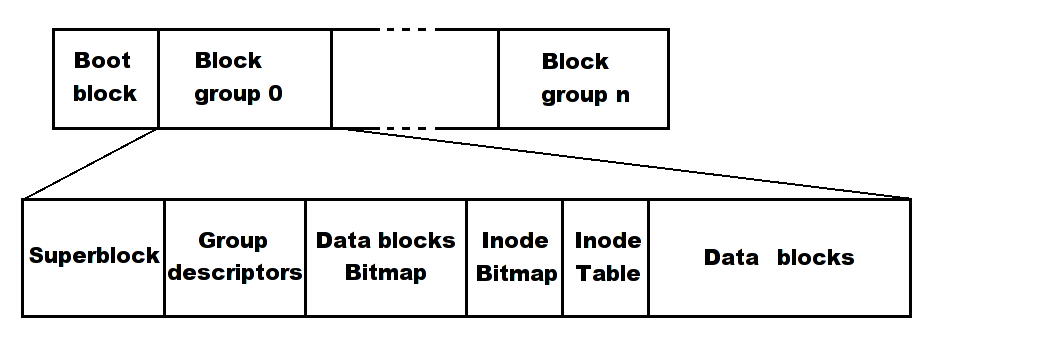 Boot
block
Block
group 0
Block
group n
Superblock
Group
descriptors
Data blocks
Bitmap
Inode
Bitmap
Inode
Table
Data blocks